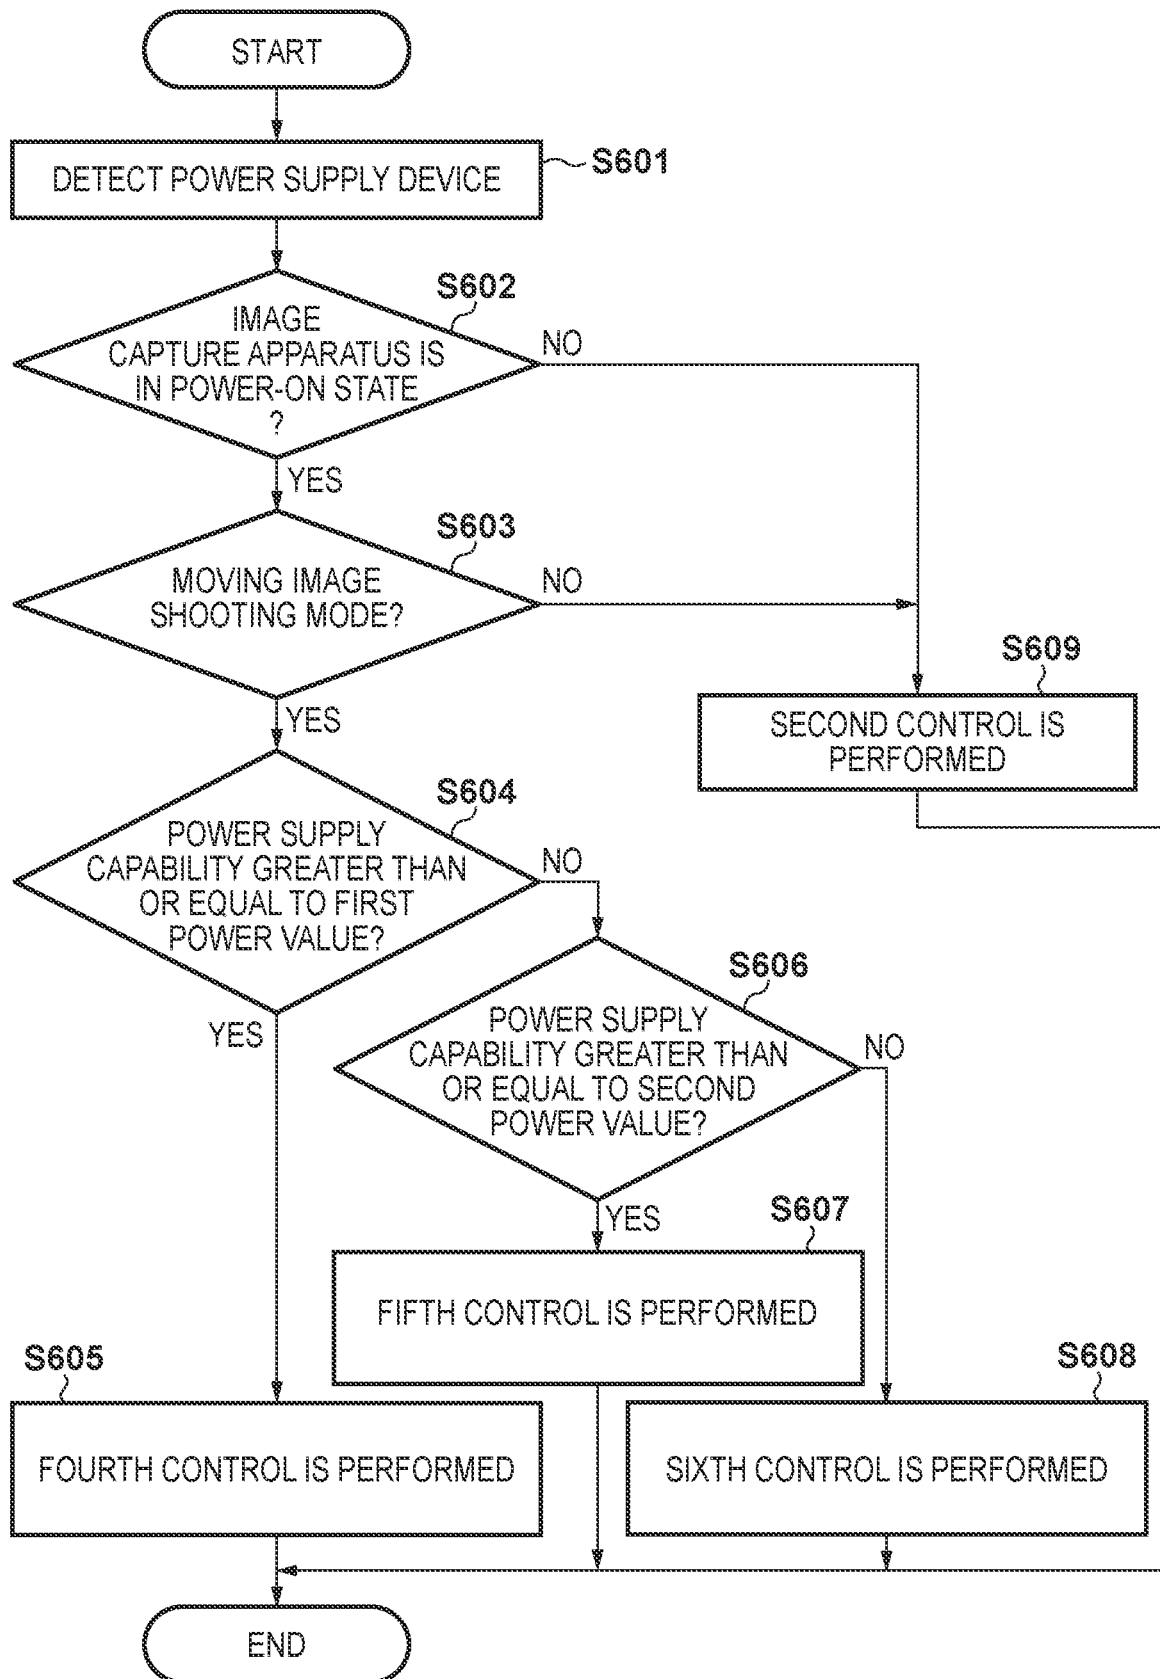 START
DETECT POWER SUPPLY DEVICE
S601
S602
IMAGE
CAPTURE APPARATUS IS
IN POWER-ON STATE
?
NO
YES
S603
MOVING IMAGE
SHOOTING MODE?
NO
YES
S609
SECOND CONTROL IS
PERFORMED
S604
POWER SUPPLY
CAPABILITY GREATER THAN
OR EQUAL TO FIRST
POWER VALUE?
NO
YES
S606
POWER SUPPLY
CAPABILITY GREATER THAN
OR EQUAL TO SECOND
POWER VALUE?
NO
YES
S607
FIFTH CONTROL IS PERFORMED
S605
FOURTH CONTROL IS PERFORMED
S608
SIXTH CONTROL IS PERFORMED
END